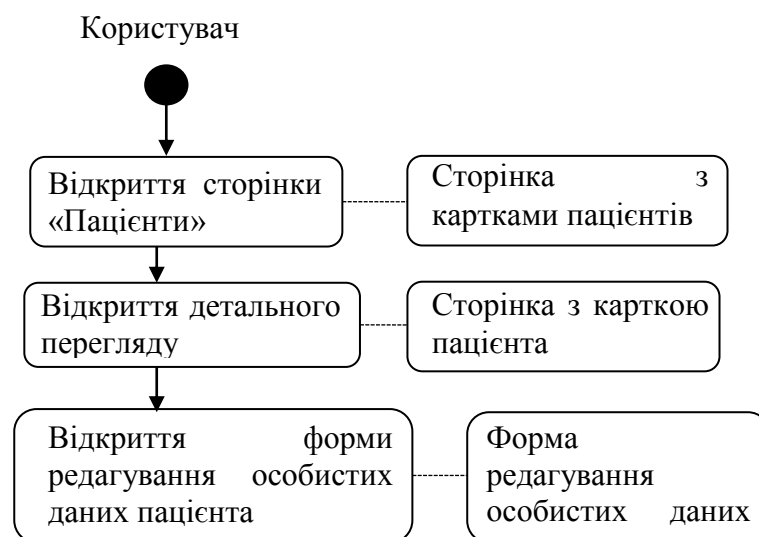 Користувач
Відкриття сторінки
«Пацієнти»
Сторінка з
картками пацієнтів
Відкриття детального
перегляду
Сторінка з карткою
пацієнта
Відкриття форми
редагування особистих
даних пацієнта
Форма
редагування
особистих даних